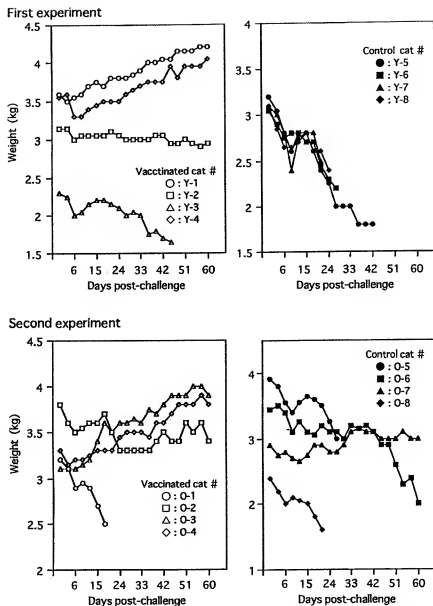 First experiment
Weight (kg)
4.5
4
3.5
3
2.5
2
1.5
Vacctinated cat #
○ : Y-1
□ : Y-2
△ : Y-3
◇ : Y-4
6 15 24 33 42 51 60
Days post-challenge
4
3.5
3
2.5
2
1.5
Control cat #
● : Y-5
■ : Y-6
▲ : Y-7
◆ : Y-8
6 15 24 33 42 51 60
Days post-challenge
Second experiment
Weight (kg)
4.5
4
3.5
3
2.5
2
Vaccinated cat #
○ : O-1
□ : O-2
△ : O-3
◇ : O-4
6 15 24 33 42 51 60
Days post-challenge
4
3
2
1
Control cat #
● : O-5
■ : O-6
▲ : O-7
◆ : O-8
6 15 24 33 42 51 60
Days post-challenge